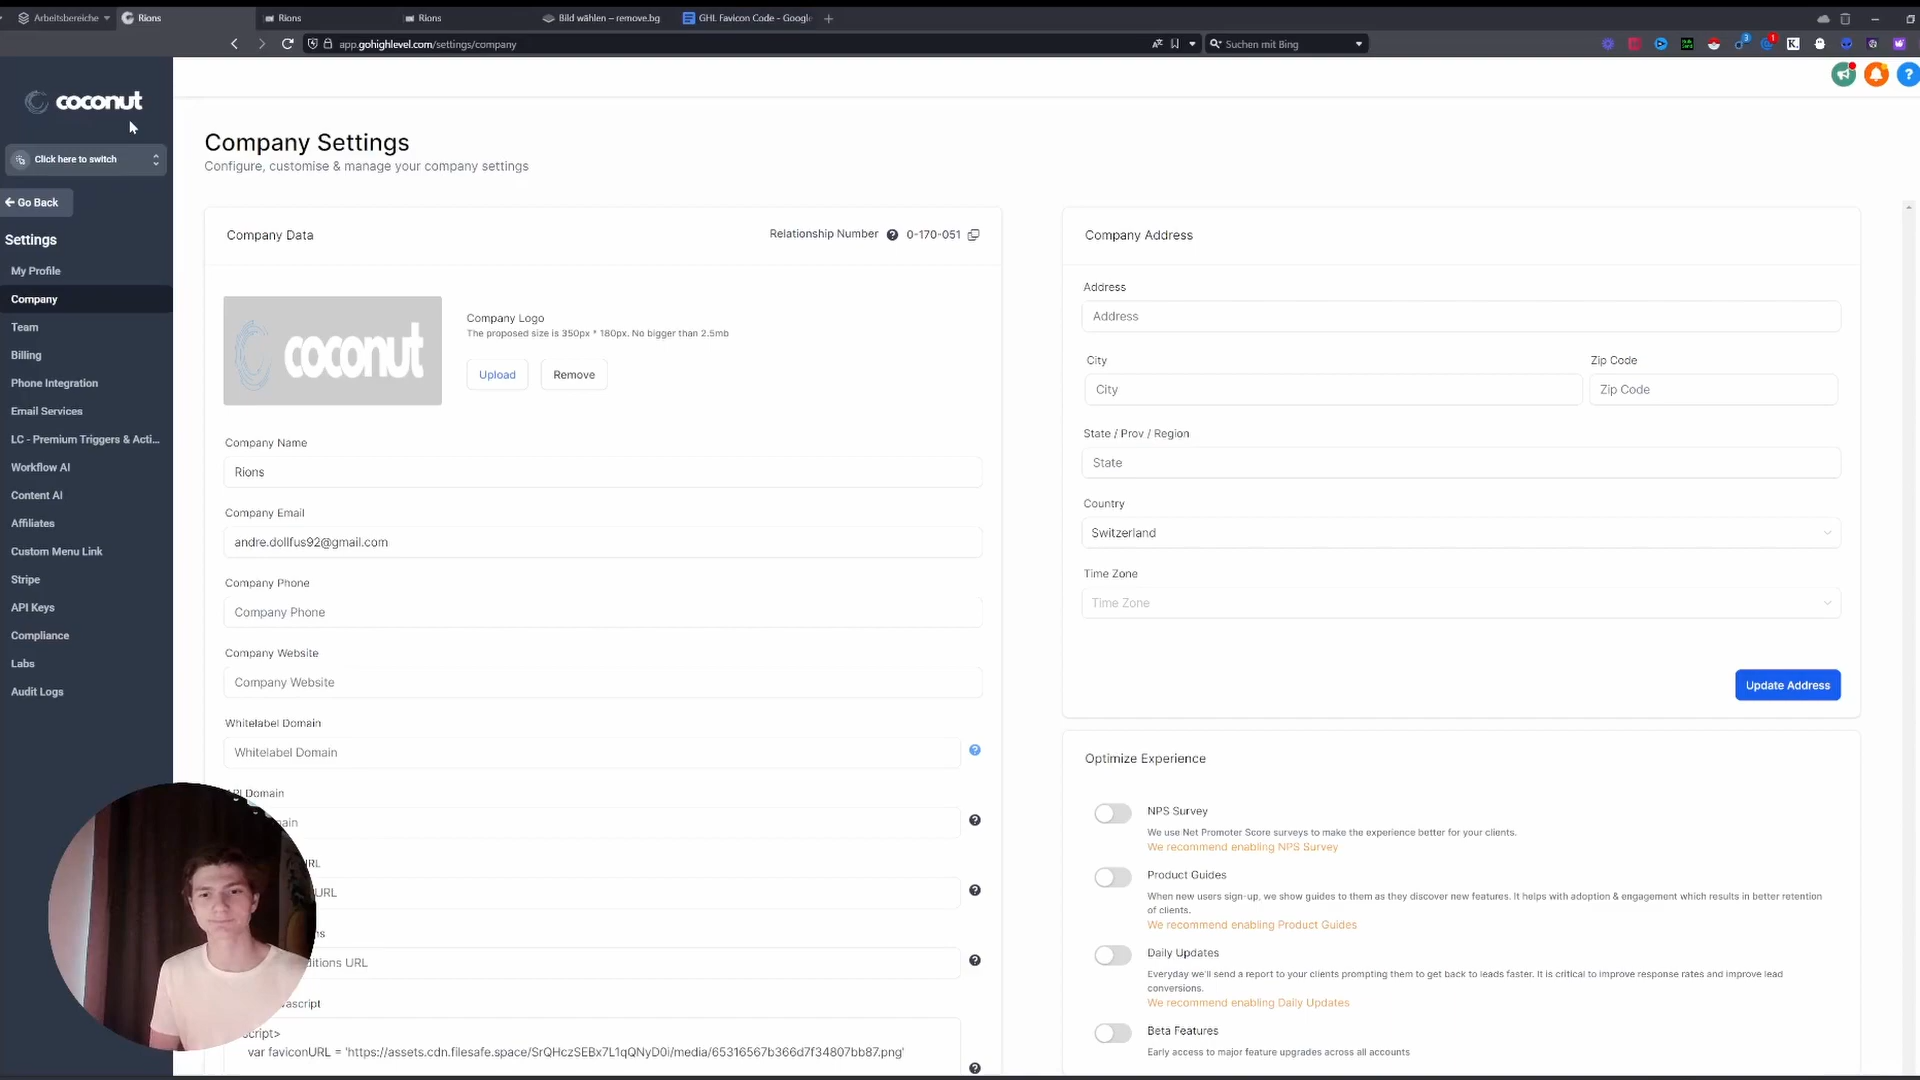 Arbeitsbereiche
Rions
Rions
Rions
Bild wählen – remove.bg
GHL Favicon Code - Google
app.gohighlevel.com/settings/company
Suchen mit Bing
coconut
Click here to switch
Go Back
Settings
My Profile
Company
Team
Billing
Phone Integration
Email Services
LC - Premium Triggers & Acti...
Workflow AI
Content AI
Affiliates
Custom Menu Link
Stripe
API Keys
Compliance
Labs
Audit Logs
Company Settings
Configure, customise & manage your company settings
Company Data
Relationship Number ? 0-170-051
coconut
Company Logo
The proposed size is 350px * 180px. No bigger than 2.5mb
Upload
Remove
Company Name
Rions
Company Email
andre.dollfus92@gmail.com
Company Phone
Company Phone
Company Website
Company Website
Whitelabel Domain
Whitelabel Domain
?
API Domain
?
URL
?
?
ditions URL
script>
var faviconURL = 'https://assets.cdn.filesafe.space/SrQHczSEBx7L1qQNyD0i/media/65316567b366d7f34807bb87.png'
?
Company Address
Address
Address
City
City
Zip Code
Zip Code
State / Prov / Region
State
Country
Switzerland
Time Zone
Time Zone
Update Address
Optimize Experience
NPS Survey
We use Net Promoter Score surveys to make the experience better for your clients.
We recommend enabling NPS Survey
Product Guides
When new users sign-up, we show guides to them as they discover new features. It helps with adoption & engagement which results in better retention
of clients.
We recommend enabling Product Guides
Daily Updates
Everyday we'll send a report to your clients prompting them to get back to leads faster. It is critical to improve response rates and improve lead
conversions.
We recommend enabling Daily Updates
Beta Features
Early access to major feature upgrades across all accounts